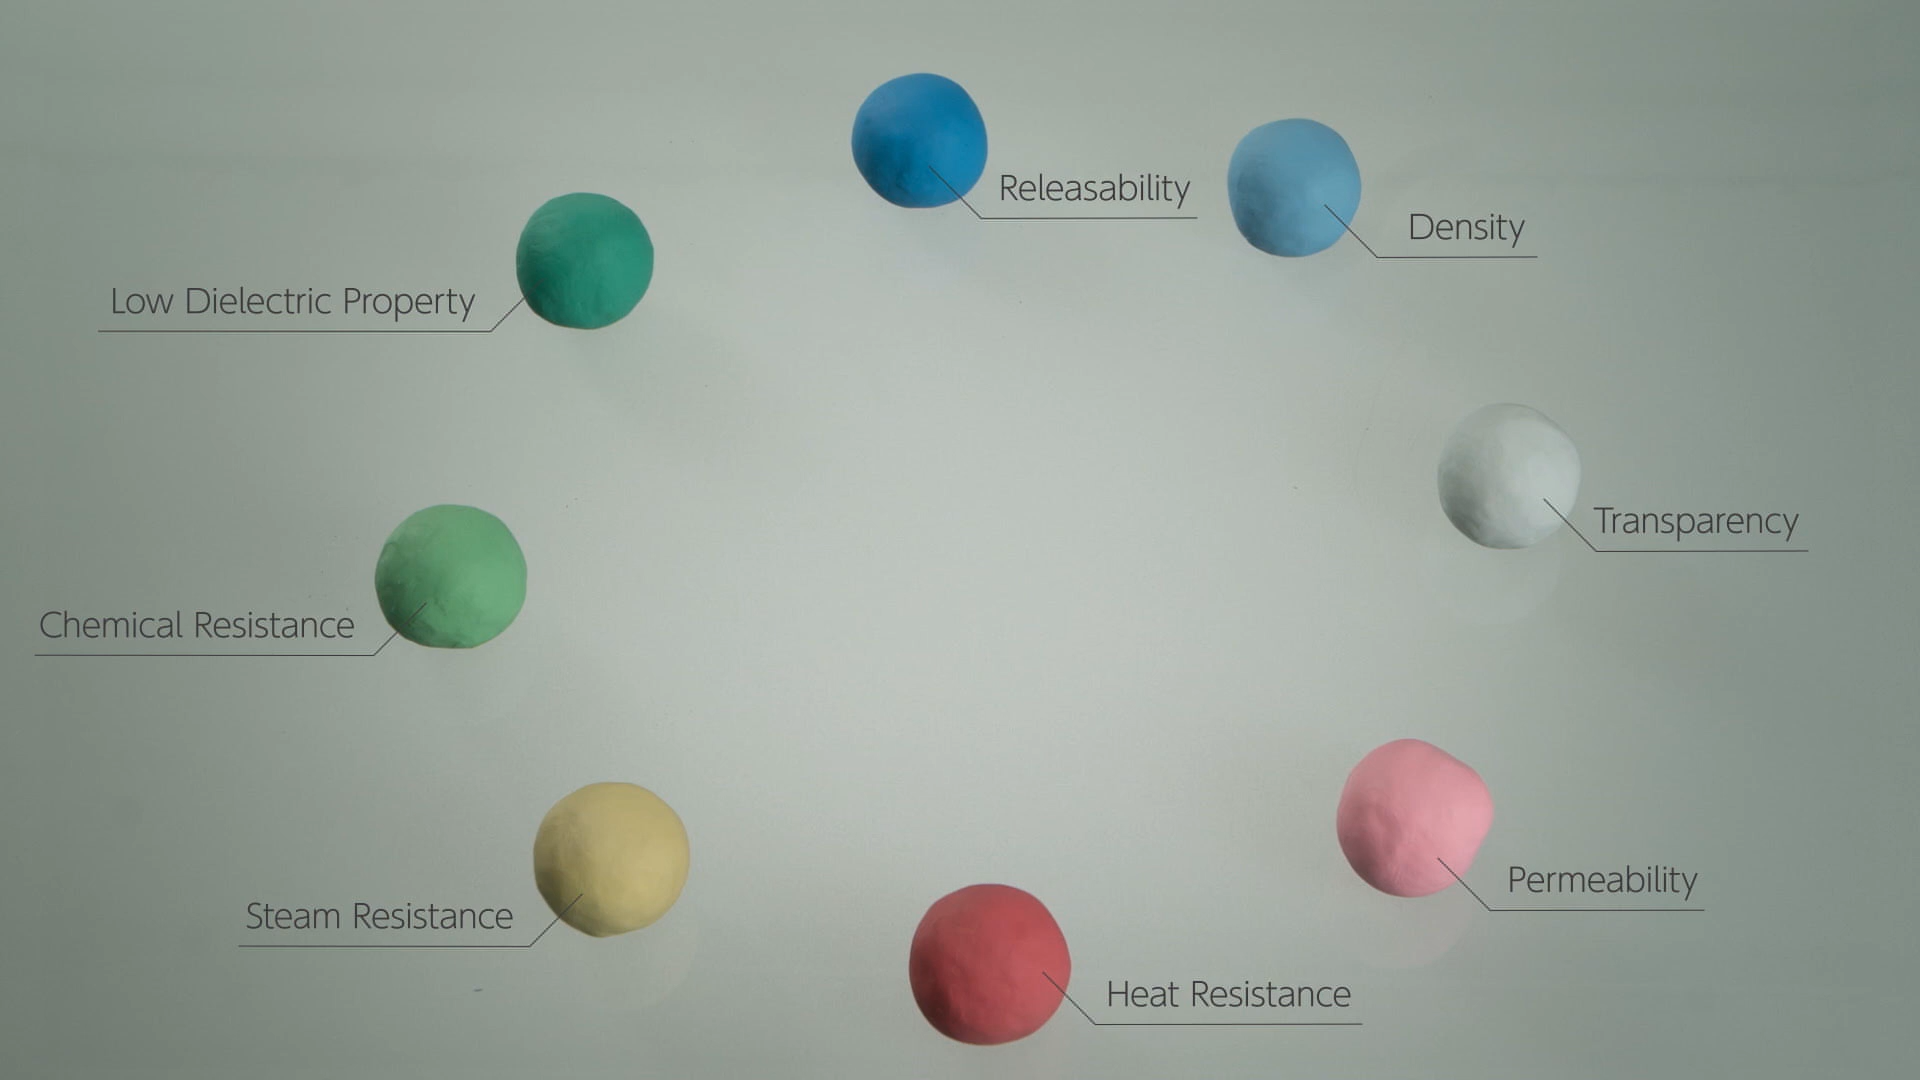 Releasability
Density
Low Dielectric Property
Transparency
Chemical Resistance
Permeability
Steam Resistance
Heat Resistance